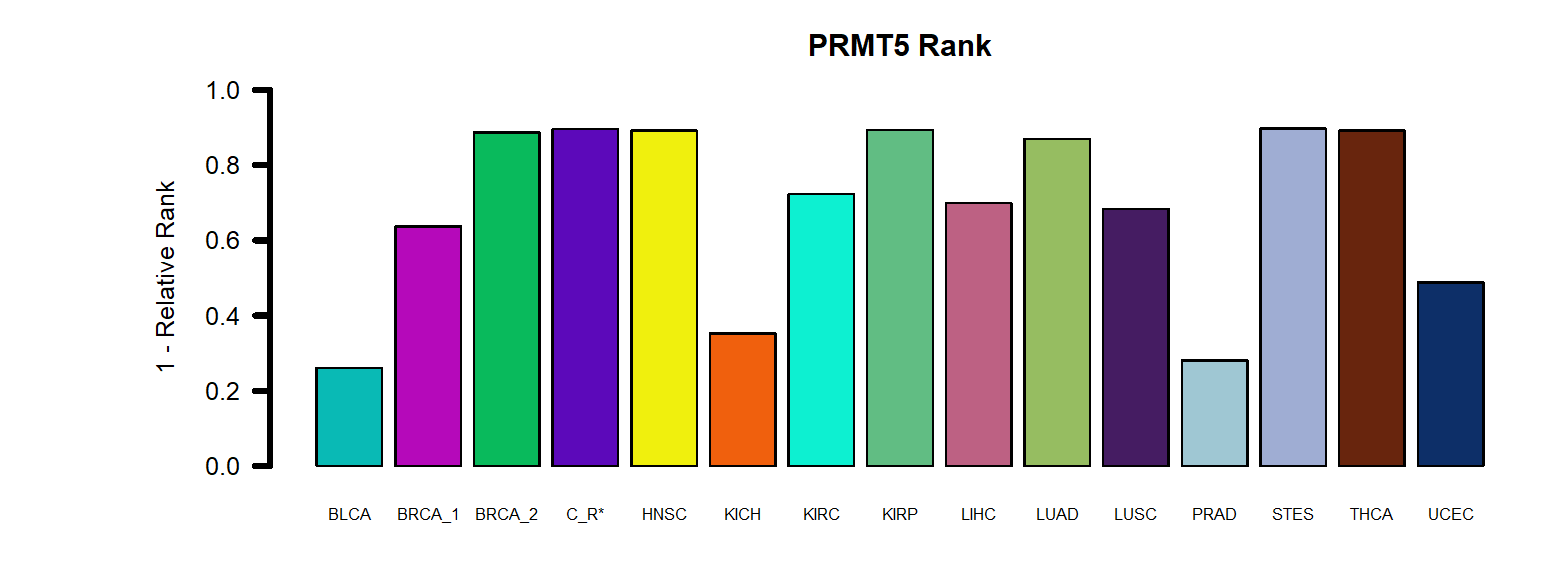 PRMT5 Rank
1 - Relative Rank
1.0
0.8
0.6
0.4
0.2
0.0
BLCA BRCA_1 BRCA_2 C_R* HNSC KICH KIRC KIRP LIHC LUAD LUSC PRAD STES THCA UCEC